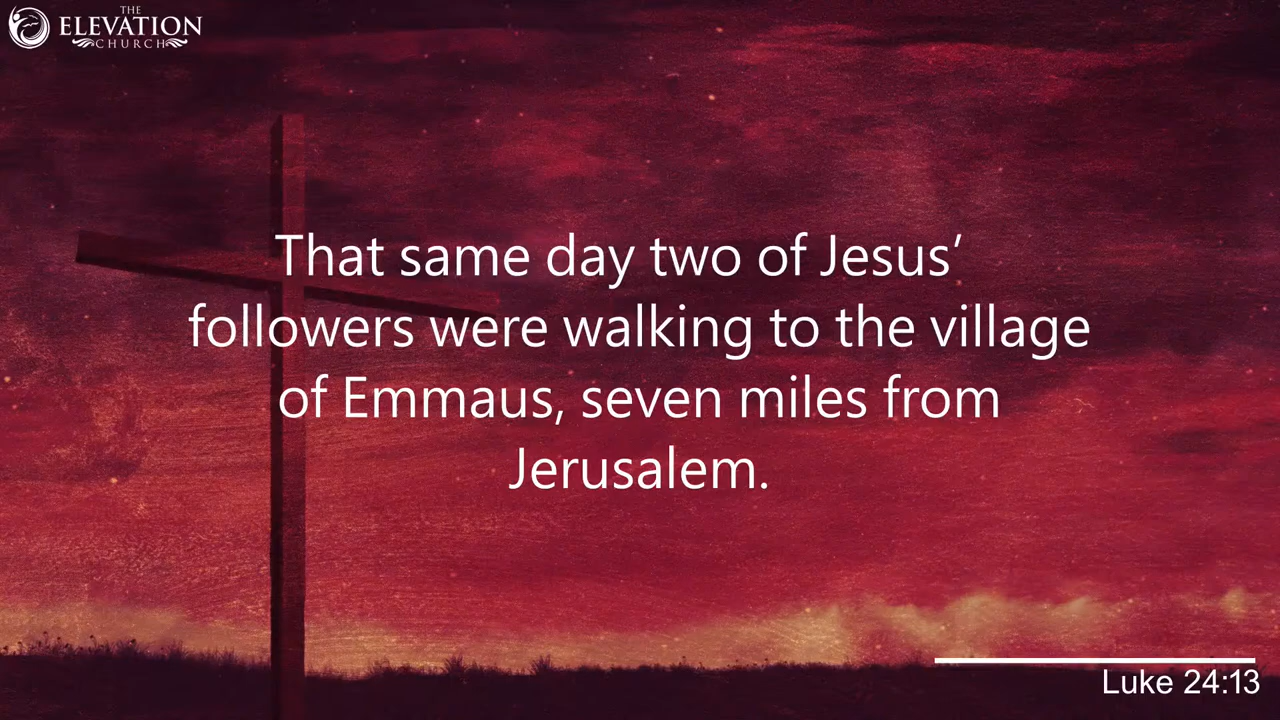 THE
ELEVATION
CHURCH
That same day two of Jesus’
followers were walking to the village
of Emmaus, seven miles from
Jerusalem.
Luke 24:13